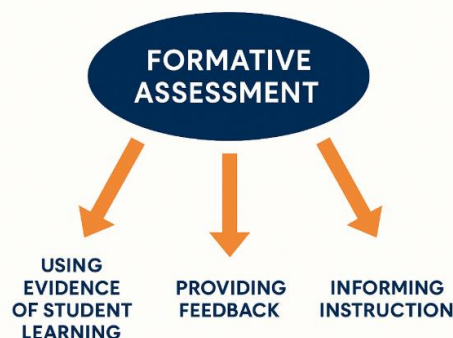 FORMATIVE
ASSESSMENT
USING
EVIDENCE
OF STUDENT
LEARNING
PROVIDING
FEEDBACK
INFORMING
INSTRUCTION